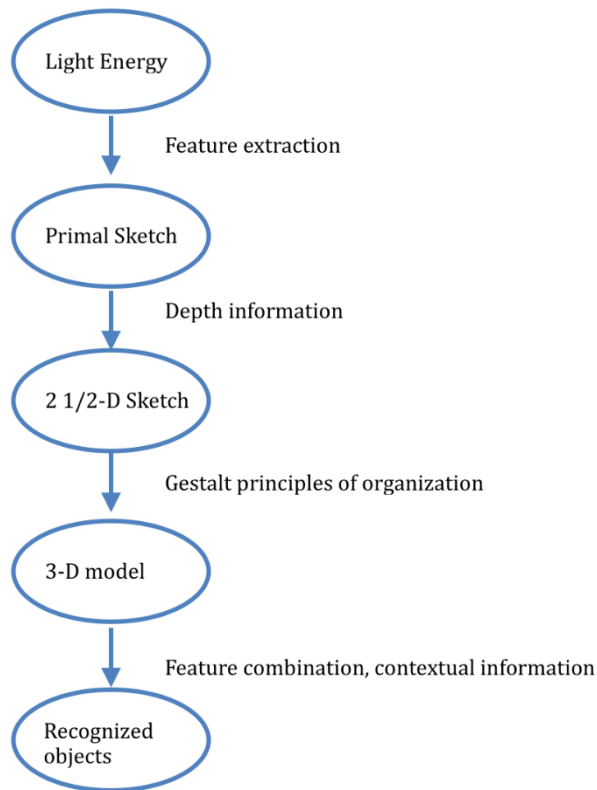 Light Energy
Feature extraction
Primal Sketch
Depth information
2 1/2-D Sketch
Gestalt principles of organization
3-D model
Feature combination, contextual information
Recognized
objects